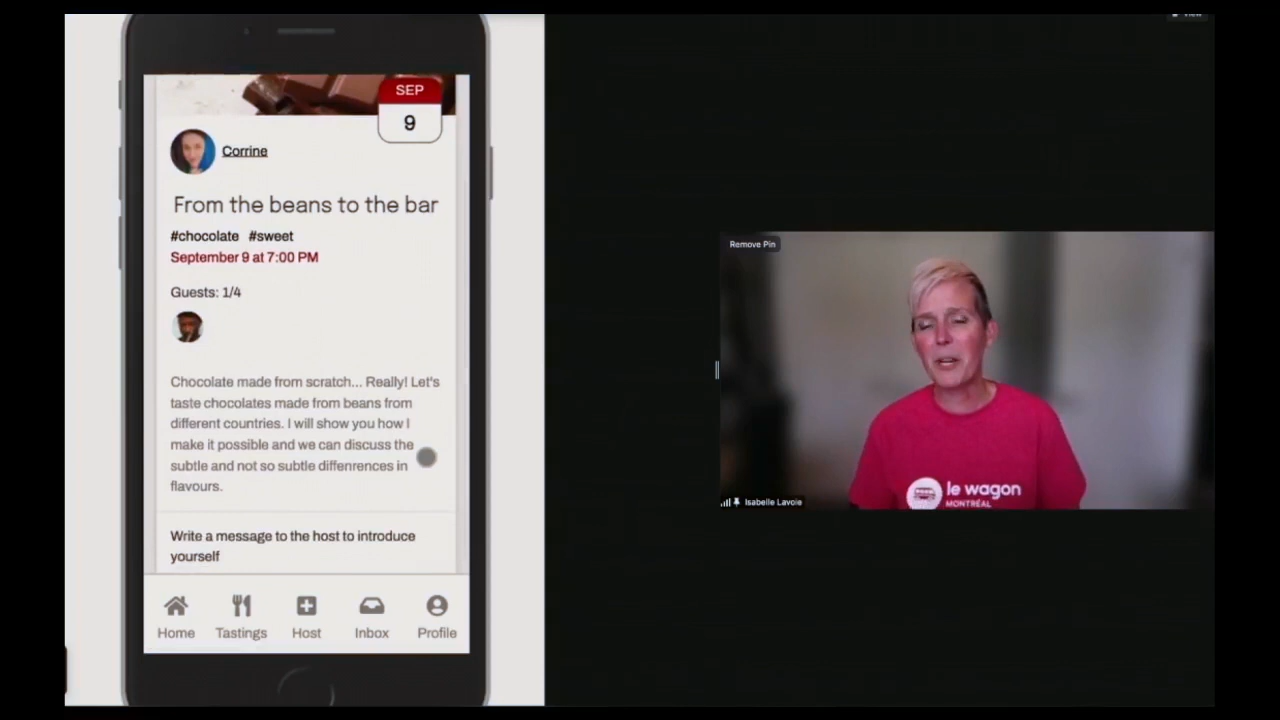 View
SEP
9
Corrine
From the beans to the bar
#chocolate #sweet
September 9 at 7:00 PM
Guests: 1/4
Chocolate made from scratch... Really! Let's
taste chocolates made from beans from
different countries. I will show you how I
make it possible and we can discuss the
subtle and not so subtle diffenrences in
flavours.
Write a message to the host to introduce
yourself
Home Tastings Host Inbox Profile
Remove Pin
le wagon
MONTRÉAL
Isabelle Lavoie